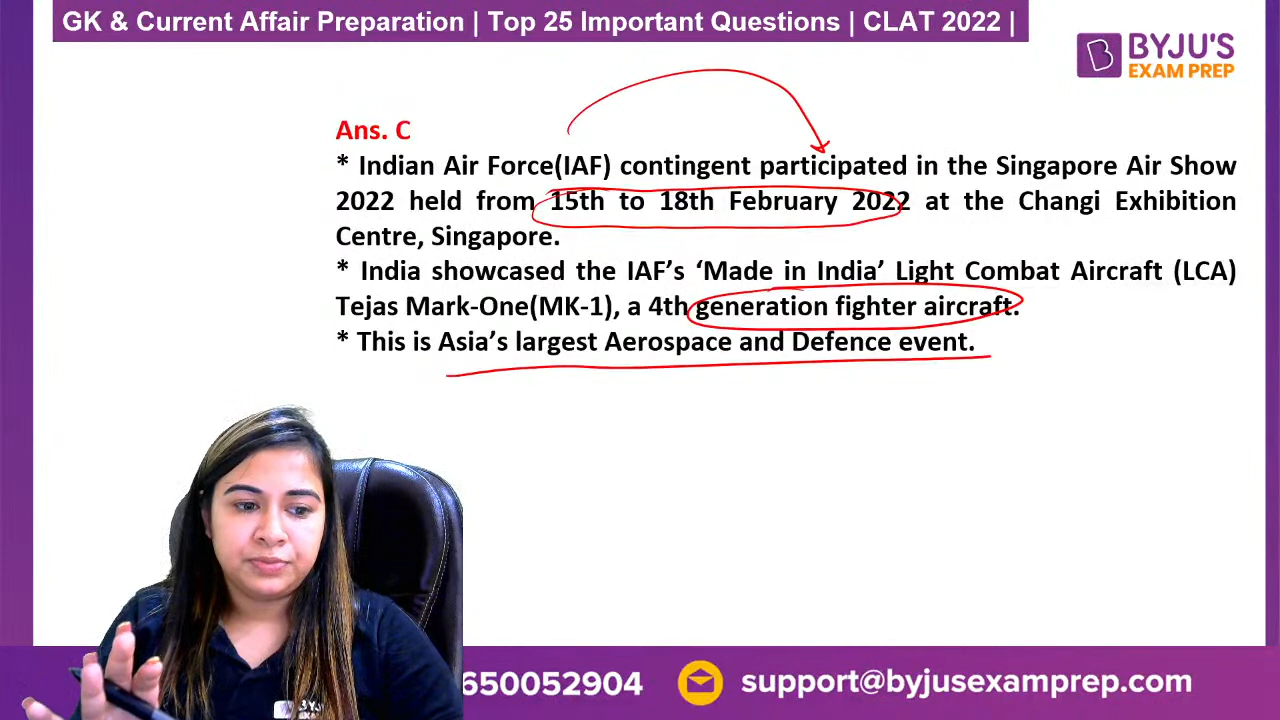 GK & Current Affair Preparation | Top 25 Important Questions | CLAT 2022 |
BYJU'S
EXAM PREP
Ans. C
* Indian Air Force(IAF) contingent participated in the Singapore Air Show
2022 held from 15th to 18th February 2022 at the Changi Exhibition
Centre, Singapore.
* India showcased the IAF’s ‘Made in India’ Light Combat Aircraft (LCA)
Tejas Mark-One(MK-1), a 4th generation fighter aircraft.
* This is Asia’s largest Aerospace and Defence event.
BYJU'S
EXAM
650052904
support@byjusexamprep.com